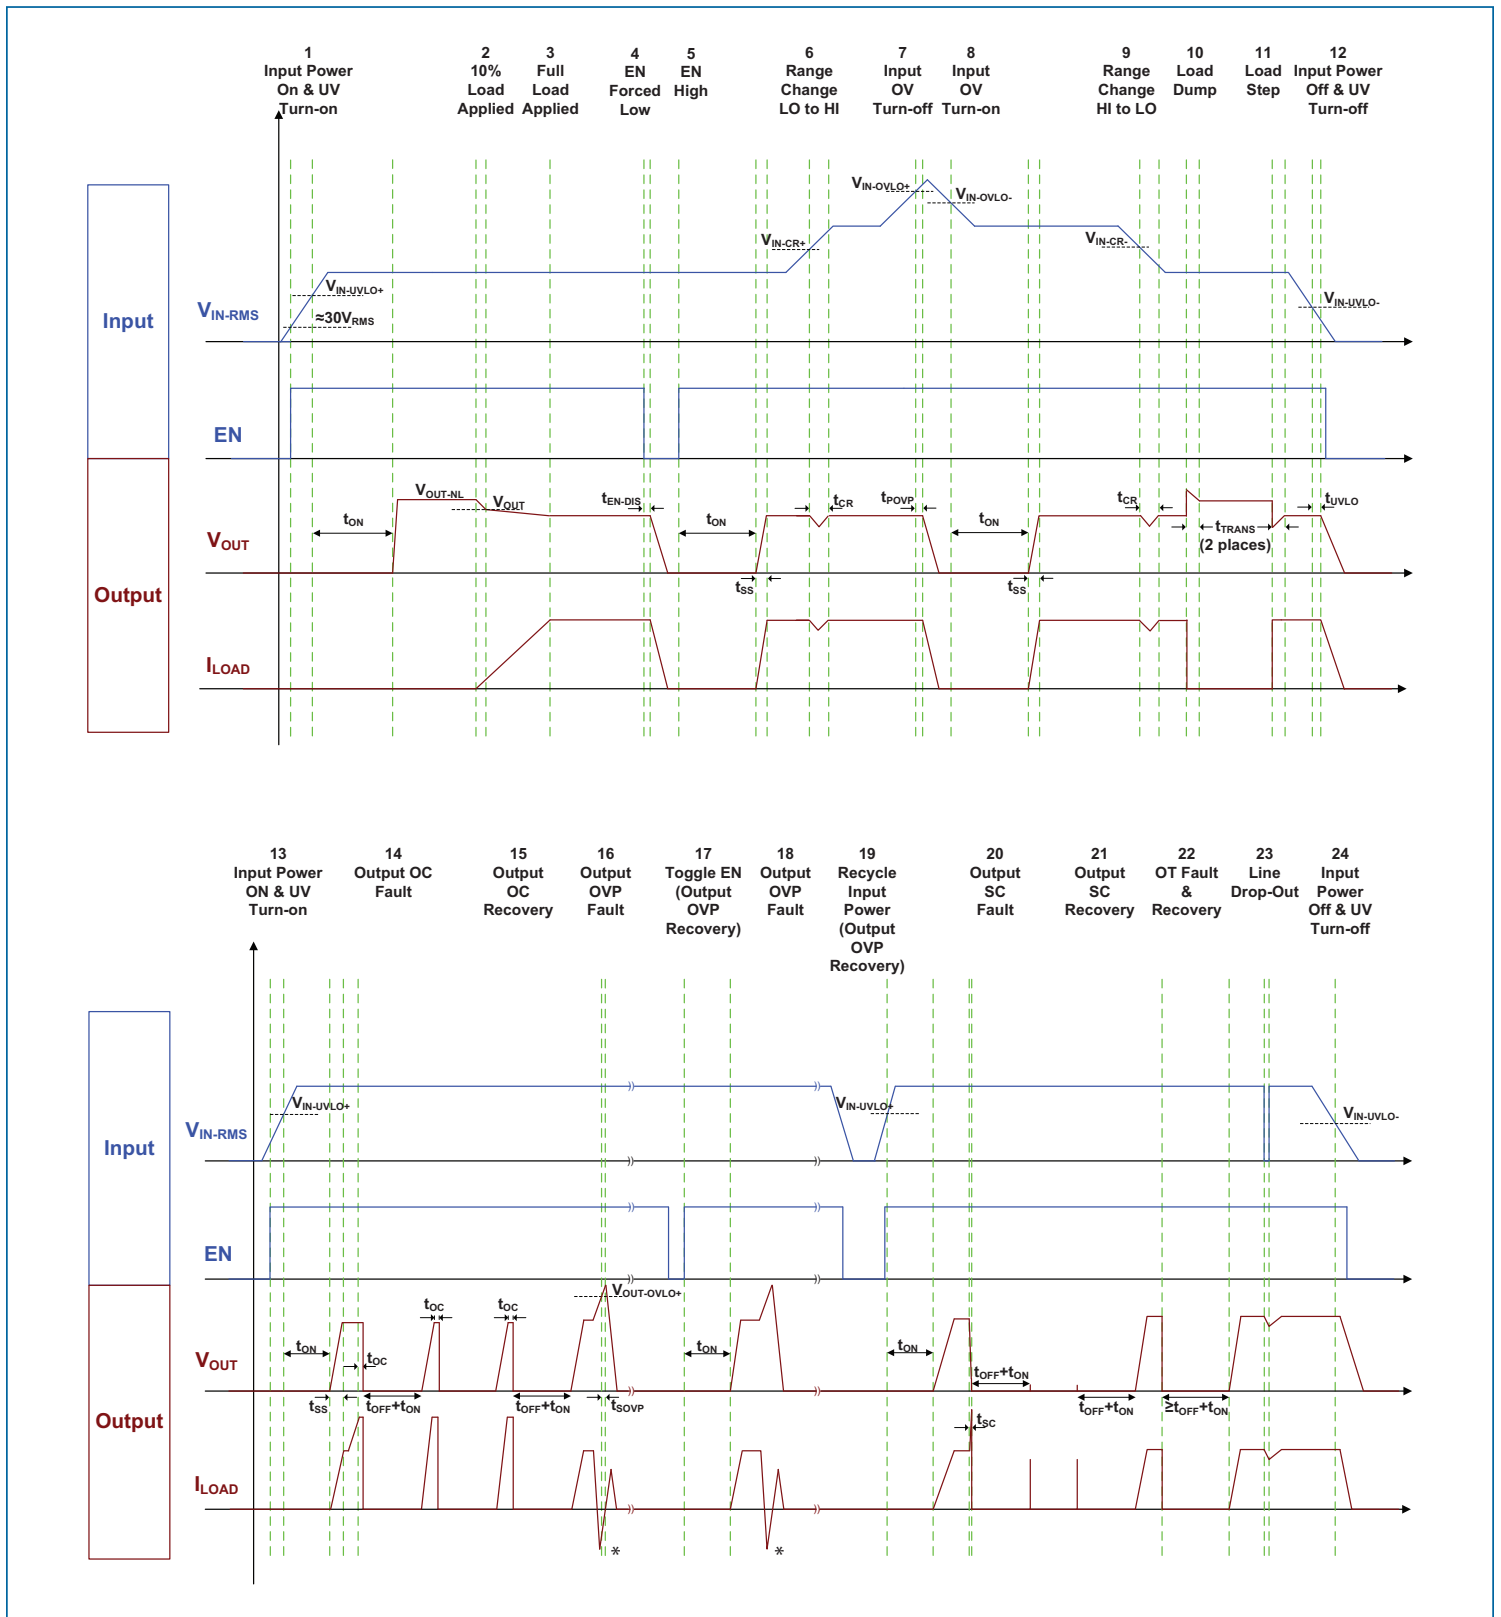 1
Input Power
On & UV
Turn-on
2
10%
Load
Applied
3
Full
Load
Applied
4
EN
Forced
Low
5
EN
High
6
Range
Change
LO to HI
7
Input
OV
Turn-off
8
Input
OV
Turn-on
9
Range
Change
HI to LO
10
Load
Dump
11
Load
Step
12
Input Power
Off & UV
Turn-off
Input
VIN-RMS
VIN-UVLO+
≈30VRMS
VIN-CR+
VIN-OVLO+
VIN-OVLO-
VIN-CR-
VIN-UVLO-
EN
Output
VOUT
VOUT-NL
VOUT
tON
tEN-DIS
tON
tSS
tCR
tPOVP
tON
tSS
tCR
tTRANS
(2 places)
tUVLO
ILOAD
13
Input Power
ON & UV
Turn-on
14
Output OC
Fault
15
Output
OC
Recovery
16
Output
OVP
Fault
17
Toggle EN
(Output
OVP
Recovery)
18
Output
OVP
Fault
19
Recycle
Input
Power
(Output
OVP
Recovery)
20
Output
SC
Fault
21
Output
SC
Recovery
22
OT Fault
&
Recovery
23
Line
Drop-Out
24
Input
Power
Off & UV
Turn-off
Input
VIN-RMS
VIN-UVLO+
VIN-UVLO+
VIN-UVLO-
EN
Output
VOUT
tON
tSS
tOC
tOFF+tON
tOC
tOC
tOFF+tON
VOUT-OVLO+
tSOVP
tON
tON
tOFF+tON
tSC
tOFF+tON
≥tOFF+tON
ILOAD
*
*